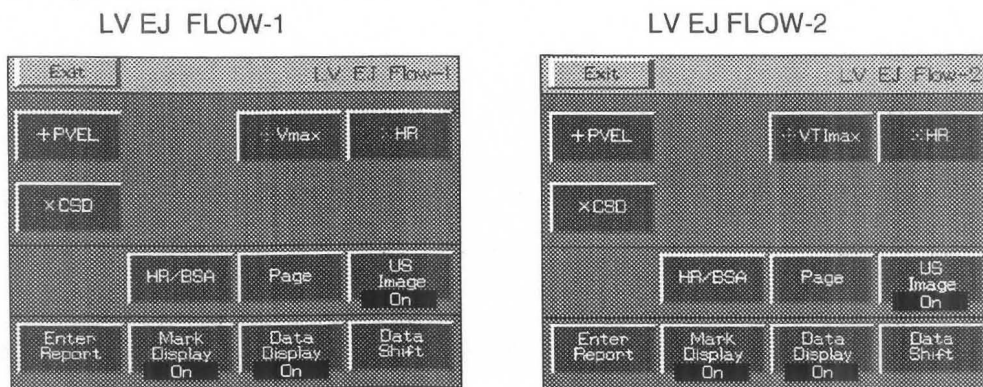 LV EJ FLOW-1
Exit
LV EJ Flow-1
+PVEL
Vmax
HR
×CSD
HR/BSA
Page
US
Image
On
Enter
Report
Mark
Display
On
Data
Display
On
Data
Shift
LV EJ FLOW-2
Exit
LV EJ Flow-2
+PVEL
VTImax
HR
×CSD
HR/BSA
Page
US
Image
On
Enter
Report
Mark
Display
On
Data
Display
On
Data
Shift